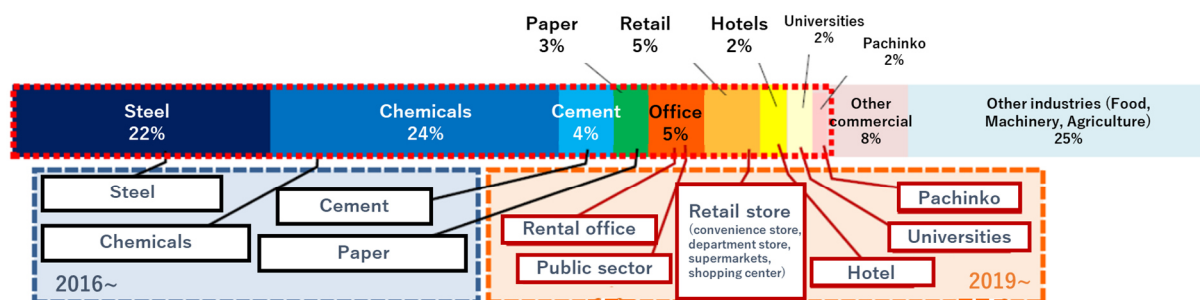 Paper
3%
Retail
5%
Hotels
2%
Universities
2%
Pachinko
2%
Steel
22%
Chemicals
24%
Cement
4%
Office
5%
Other
commercial
8%
Other industries (Food,
Machinery, Agriculture)
25%
Steel
Cement
Chemicals
Paper
2016~
Rental office
Public sector
Retail store
(convenience store,
department store,
supermarkets,
shopping center)
Pachinko
Universities
Hotel
2019~